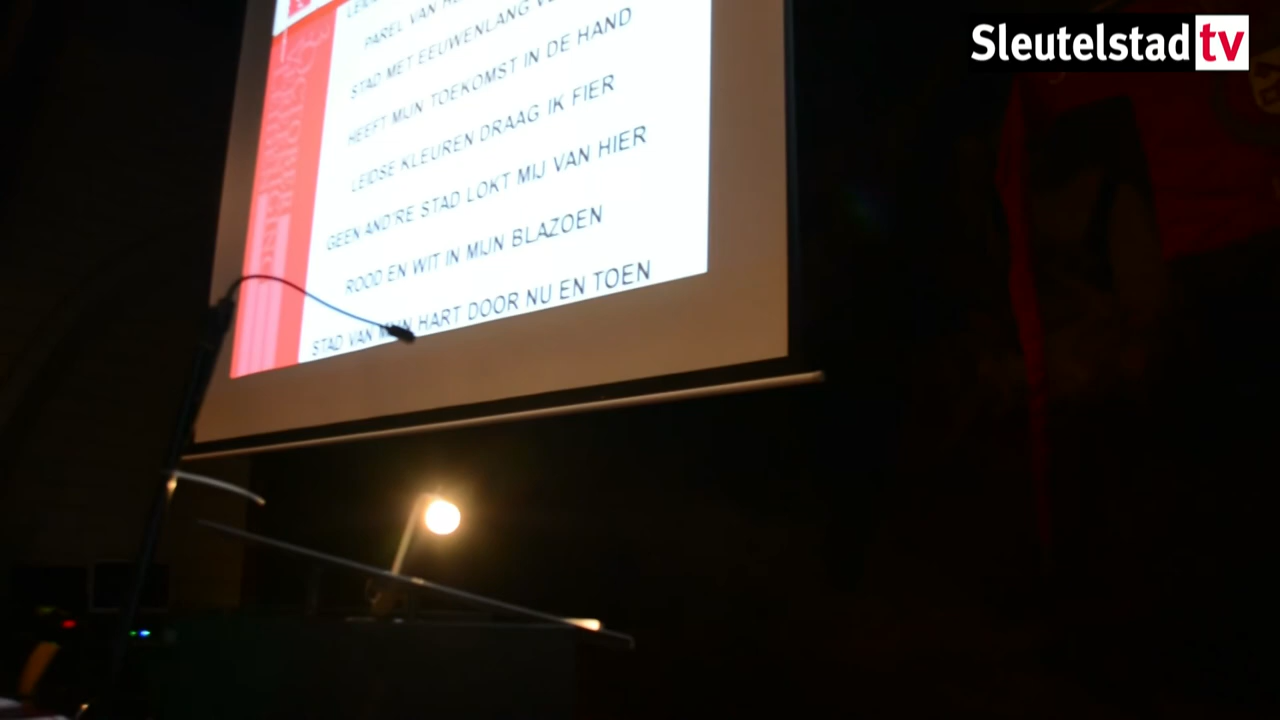 Sleutelstad tv
PAREL VAN
STAD MET EEUWENLANG
HEEFT MIJN TOEKOMST IN DE HAND
LEIDSE KLEUREN DRAAG IK FIER
GEEN AND'RE STAD LOKT MIJ VAN HIER
ROOD EN WIT IN MIJN BLAZOEN
STAD VAN MIJN HART DOOR NU EN TOEN